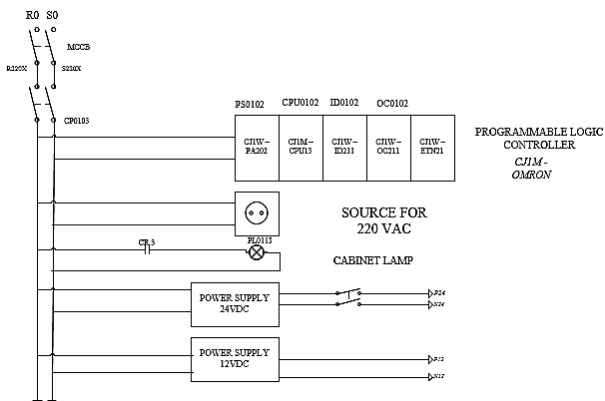 R0 S0
MCCB
R220X
S220X
CP0103
PS0102
CPU0102
ID0102
OC0102
CJ1W-
PA202
CJ1M-
CPU13
CJ1W-
ID211
CJ1W-
OC211
CJ1W-
ETN21
PROGRAMMABLE LOGIC
CONTROLLER
CJ1M -
OMRON
SOURCE FOR
220 VAC
CR 3
PL0113
CABINET LAMP
POWER SUPPLY
24VDC
P24
N24
POWER SUPPLY
12VDC
P12
N12